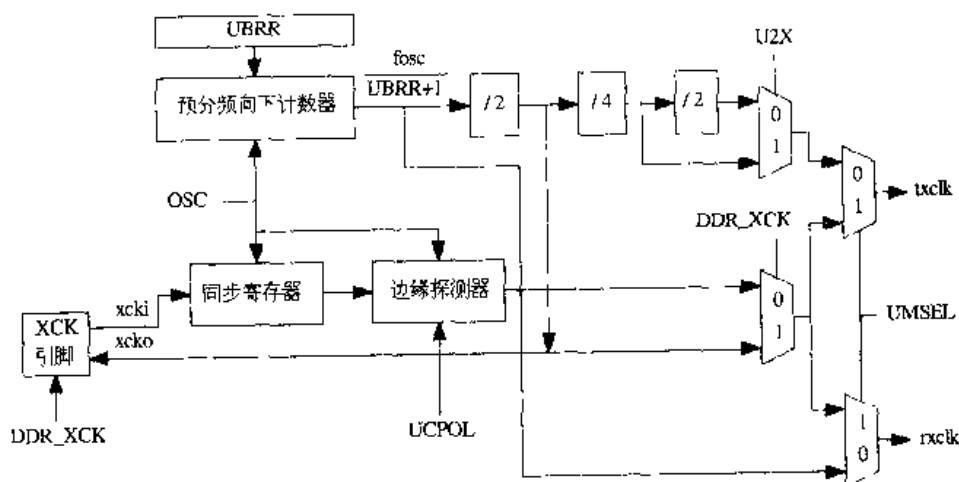 UBRR
U2X
fosc
UBRR+1
预分频向下计数器
/2
/4
/2
0
1
0
1
txclk
OSC
DDR_XCK
同步寄存器
边缘探测器
0
1
UMSEL
xcki
XCK
引脚
xcko
DDR_XCK
UCPOL
1
0
rxclk